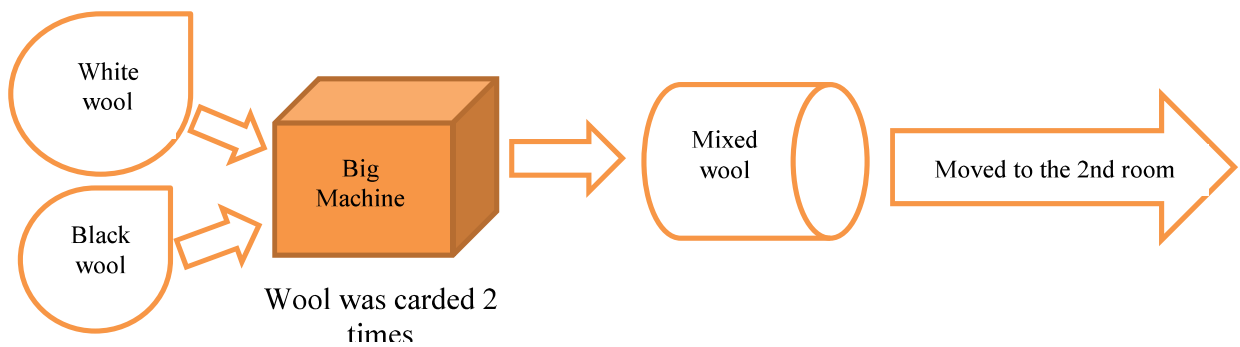 White
wool
Black
wool
Big
Machine
Wool was carded 2
times
Mixed
wool
Moved to the 2nd room